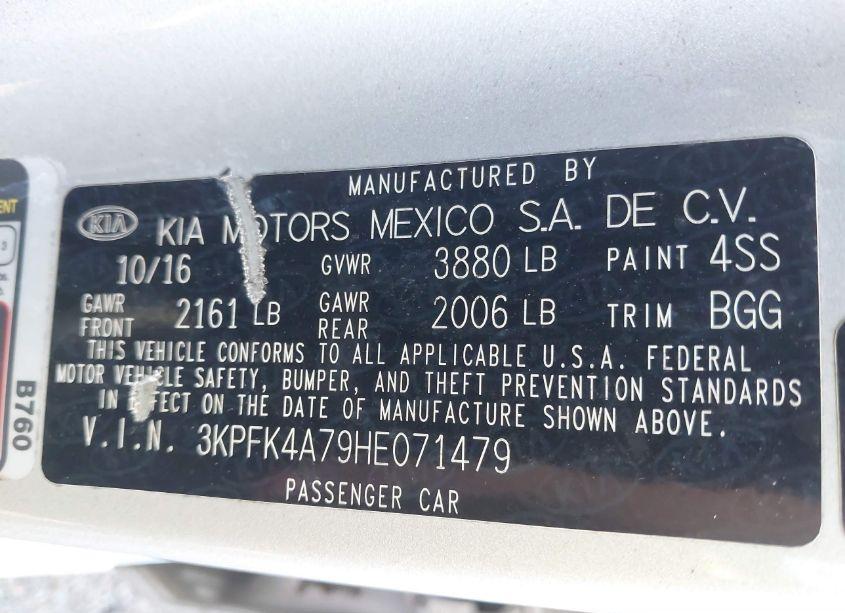 MANUFACTURED BY
KIA KIA MOTORS MEXICO S.A. DE C.V.
10/16 GVWR 3880 LB PAINT 4SS
GAWR FRONT 2161 LB GAWR REAR 2006 LB TRIM BGG
THIS VEHICLE CONFORMS TO ALL APPLICABLE U.S.A. FEDERAL
MOTOR VEHICLE SAFETY, BUMPER, AND THEFT PREVENTION STANDARDS
IN EFFECT ON THE DATE OF MANUFACTURE SHOWN ABOVE.
V.I.N. 3KPFK4A79HE071479
PASSENGER CAR
B760